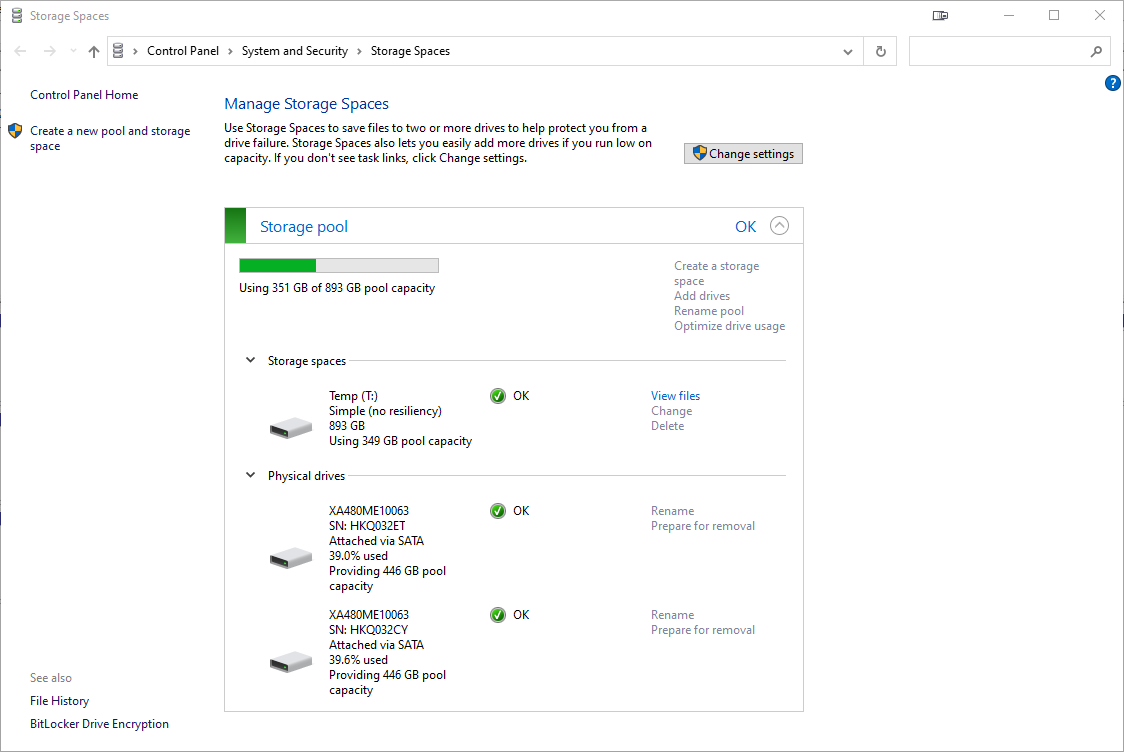 Storage Spaces
Control Panel > System and Security > Storage Spaces
?
Control Panel Home
Create a new pool and storage
space
Manage Storage Spaces
Use Storage Spaces to save files to two or more drives to help protect you from a
drive failure. Storage Spaces also lets you easily add more drives if you run low on
capacity. If you don't see task links, click Change settings.
Change settings
Storage pool
OK
Using 351 GB of 893 GB pool capacity
Create a storage
space
Add drives
Rename pool
Optimize drive usage
Storage spaces
Temp (T:)
Simple (no resiliency)
893 GB
Using 349 GB pool capacity
OK
View files
Change
Delete
Physical drives
XA480ME10063
SN: HKQ032ET
Attached via SATA
39.0% used
Providing 446 GB pool
capacity
OK
Rename
Prepare for removal
XA480ME10063
SN: HKQ032CY
Attached via SATA
39.6% used
Providing 446 GB pool
capacity
OK
Rename
Prepare for removal
See also
File History
BitLocker Drive Encryption